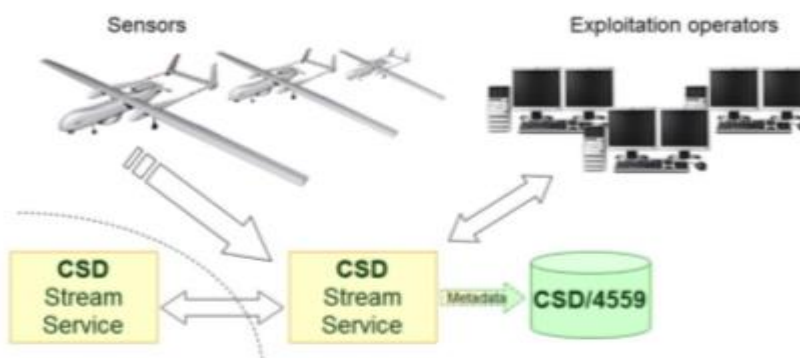 Sensors
Exploitation operators
CSD
Stream
Service
CSD
Stream
Service
Metadata
CSD/4559